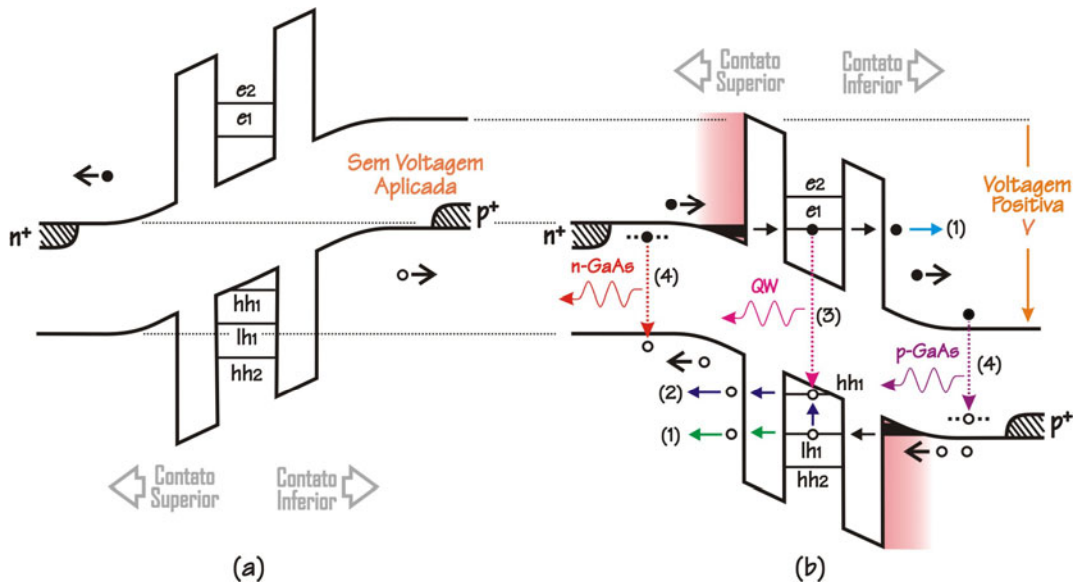 Contato
Superior
Contato
Inferior
e2
e1
Sem Voltagem
Aplicada
n+
p+
hh1
lh1
hh2
Contato
Superior
Contato
Inferior
(a)
e2
e1
Voltagem
Positiva
V
(1)
n+
(4)
n-GaAs
QW
(3)
p-GaAs
(4)
hh1
(2)
(1)
p+
lh1
hh2
(b)